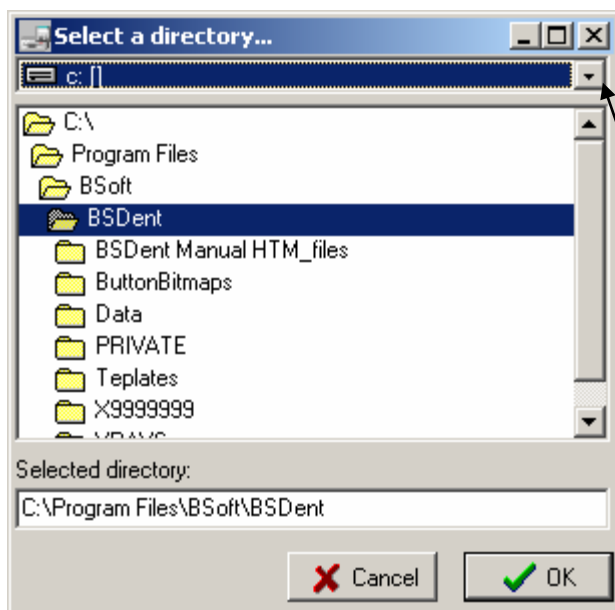 Select a directory...
c: []
C:\
Program Files
BSoft
BSDent
BSDent Manual HTM_files
ButtonBitmaps
Data
PRIVATE
Teplates
X9999999
Selected directory:
C:\Program Files\BSoft\BSDent
Cancel
OK